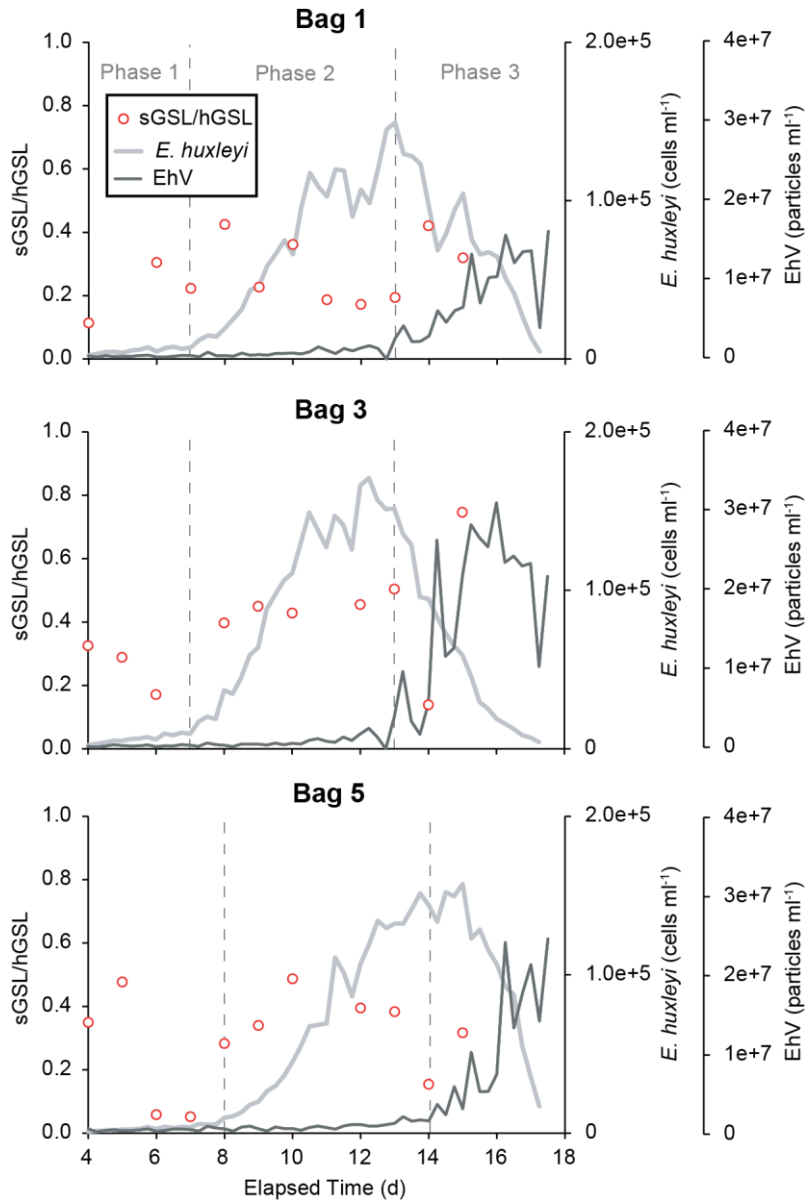 Bag 1
Phase 1 Phase 2 Phase 3
sGSL/hGSL
E. huxleyi
EhV
1.0
0.8
0.6
0.4
0.2
0.0
sGSL/hGSL
2.0e+5
1.0e+5
0
E. huxleyi (cells ml⁻¹)
4e+7
3e+7
2e+7
1e+7
0
EhV (particles ml⁻¹)
Bag 3
1.0
0.8
0.6
0.4
0.2
0.0
sGSL/hGSL
2.0e+5
1.0e+5
0
E. huxleyi (cells ml⁻¹)
4e+7
3e+7
2e+7
1e+7
0
EhV (particles ml⁻¹)
Bag 5
1.0
0.8
0.6
0.4
0.2
0.0
sGSL/hGSL
2.0e+5
1.0e+5
0
E. huxleyi (cells ml⁻¹)
4e+7
3e+7
2e+7
1e+7
0
EhV (particles ml⁻¹)
4 6 8 10 12 14 16 18
Elapsed Time (d)